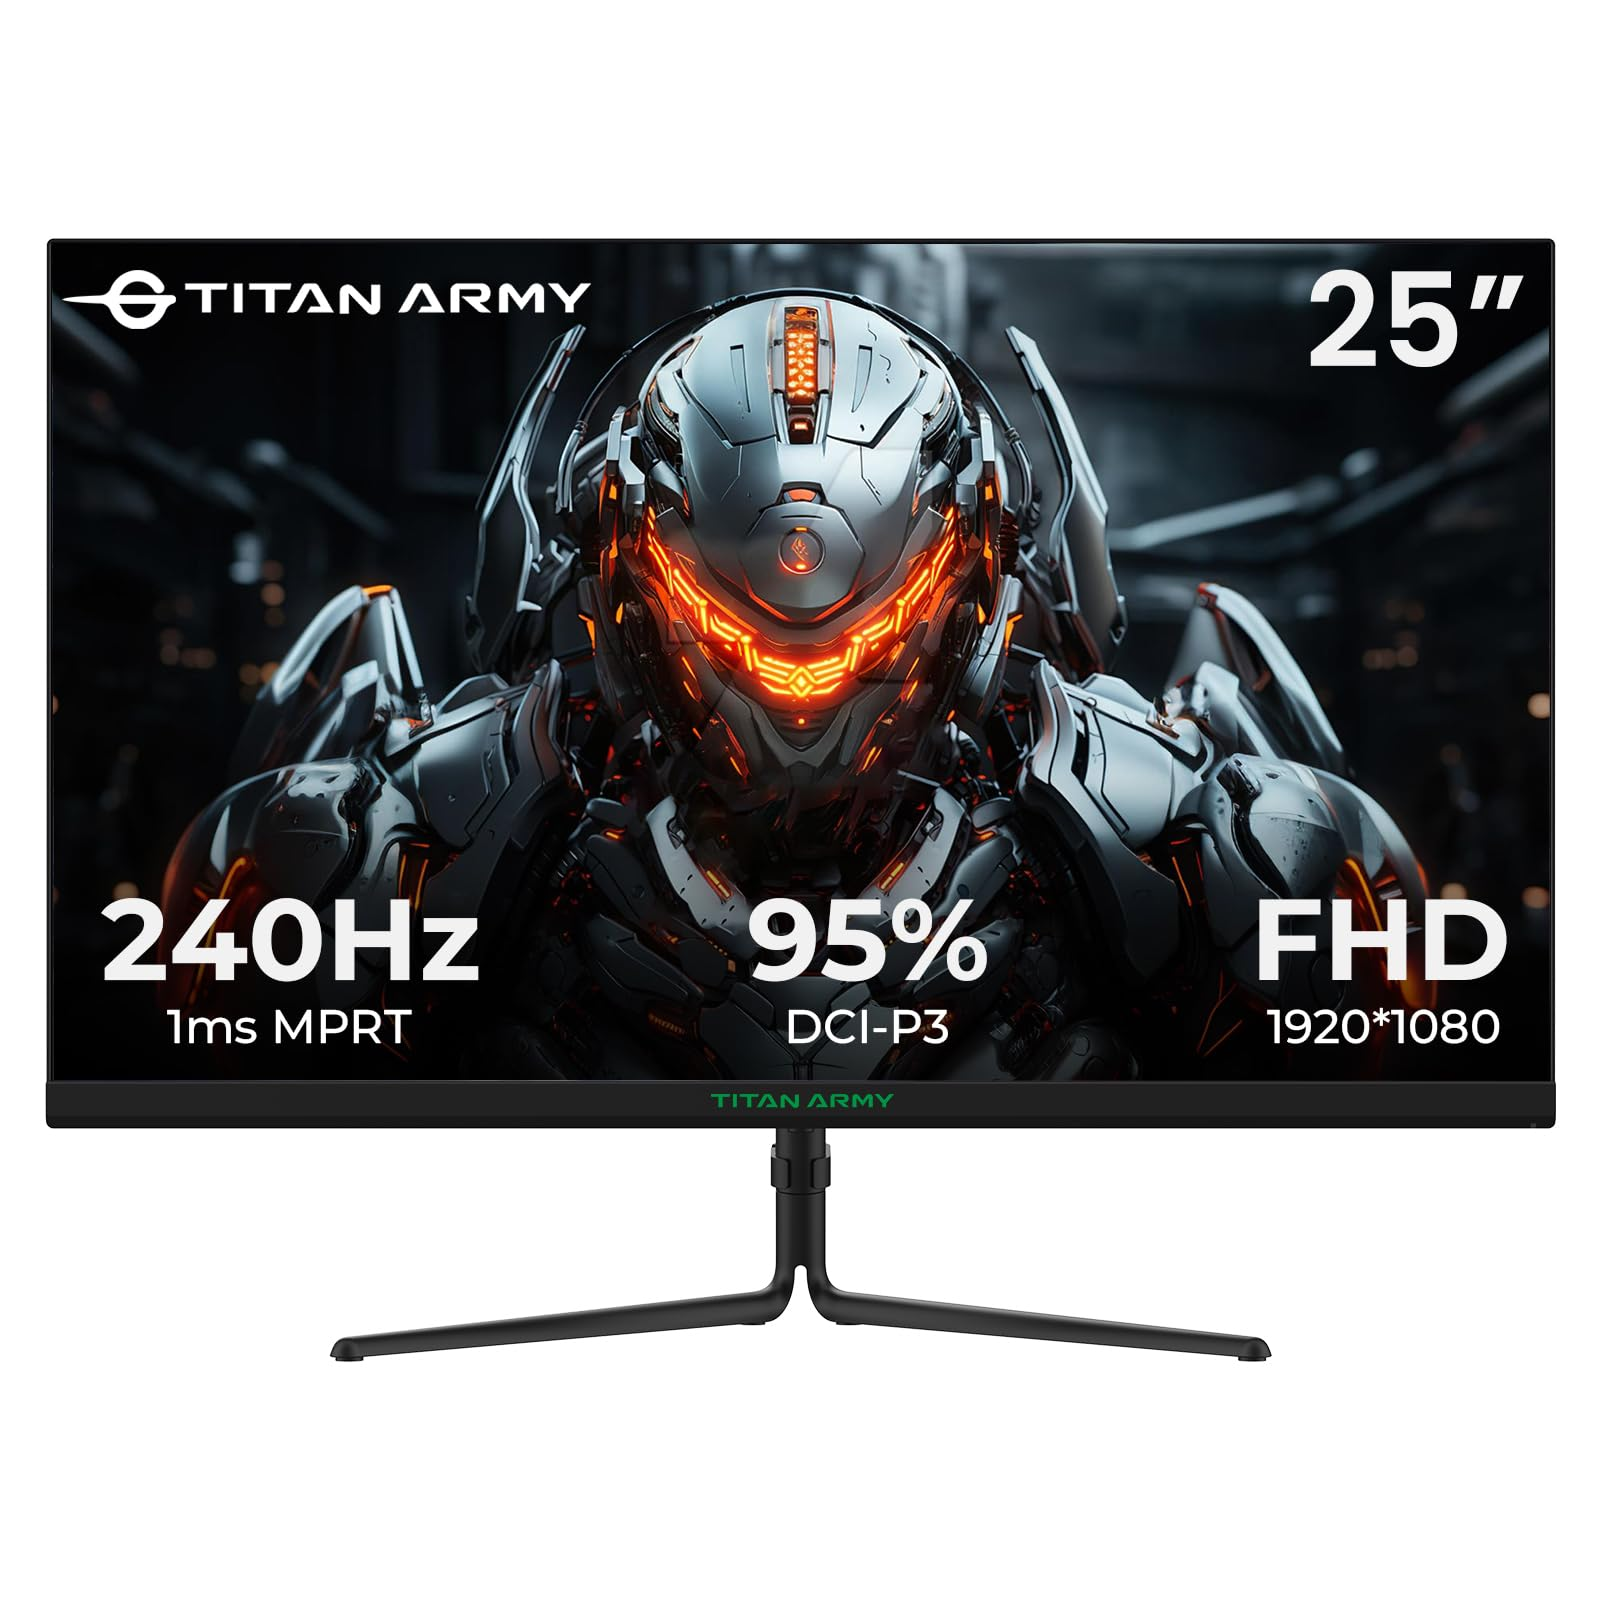 TITAN ARMY
25”
240Hz
1ms MPRT
95%
DCI-P3
FHD
1920*1080
TITAN ARMY